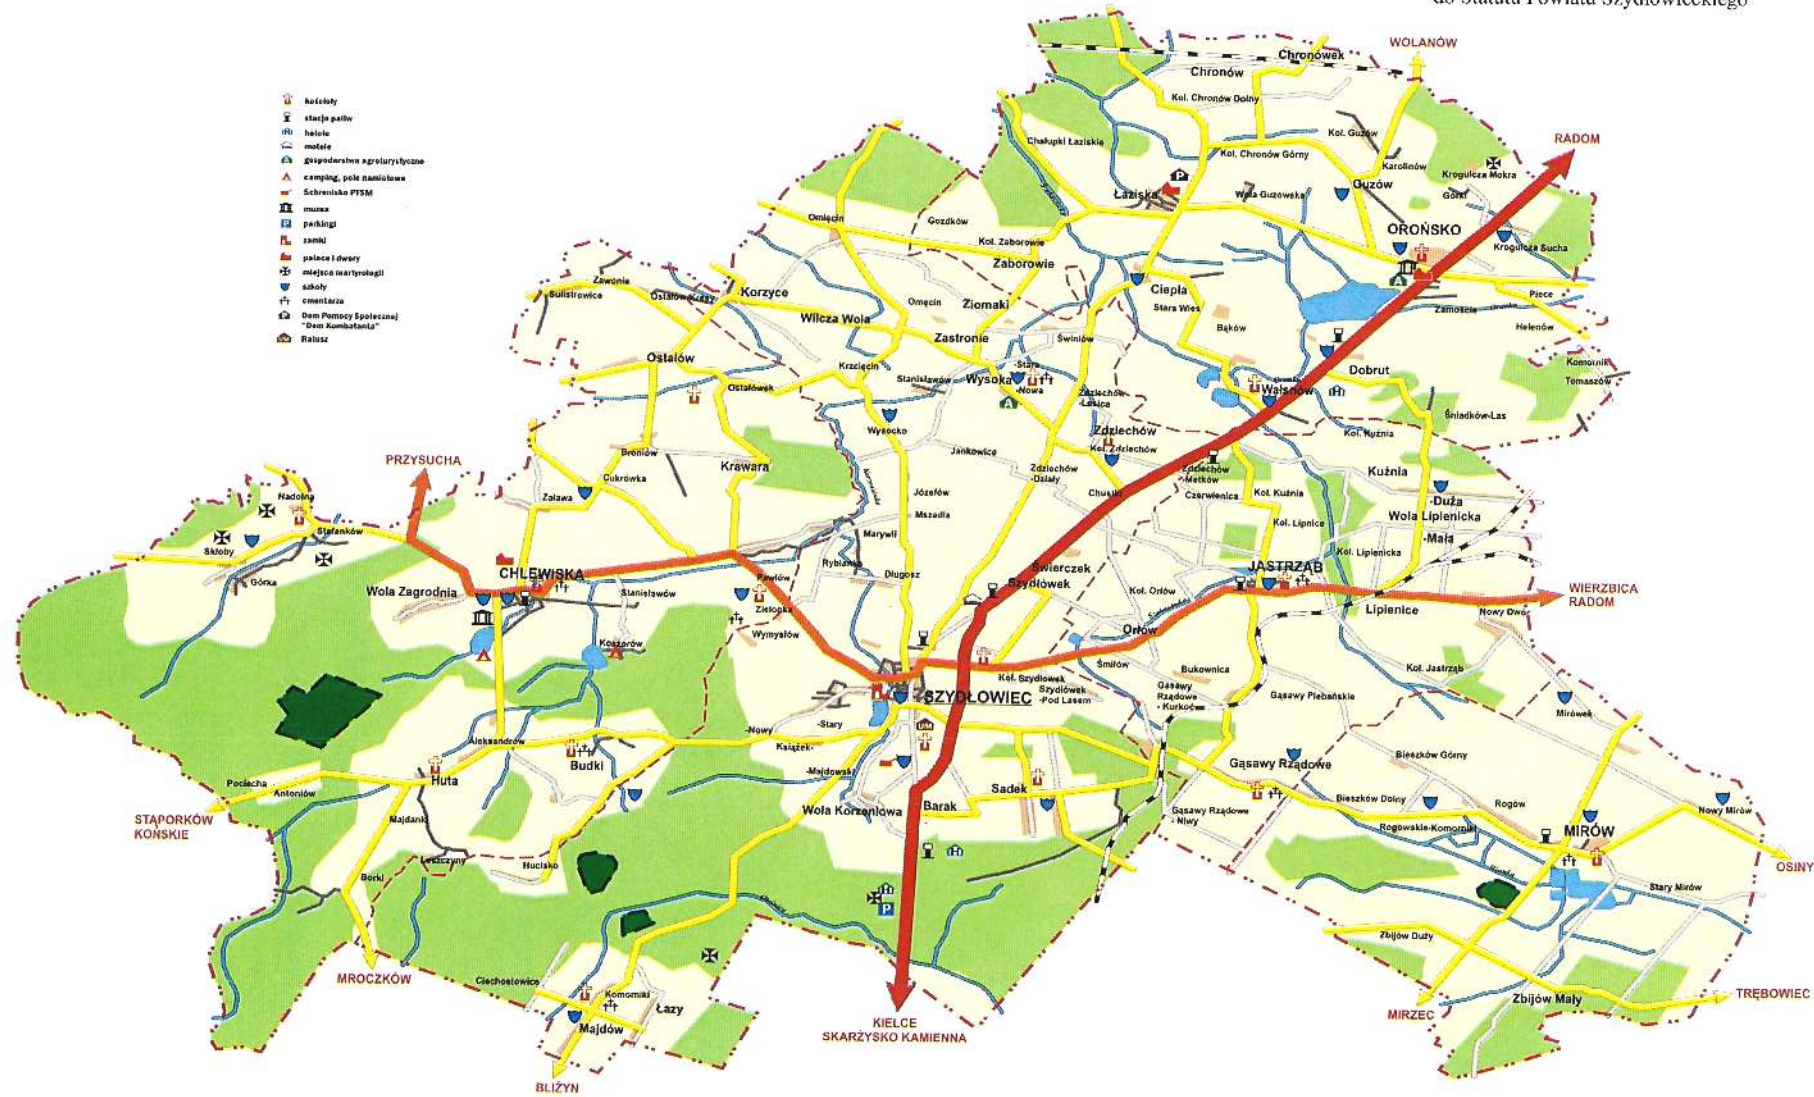 do Statutu Powiatu Szydłowieckiego
kościoły
stacje paliw
hotele
motele
gospodarstwa agroturystyczne
camping, pole namiotowe
Schronisko PTSM
muzea
parkingi
zamki
pałace i dwory
miejsca martyrologii
szkoły
cmentarze
Dom Pomocy Społecznej
"Dom Kombatanta"
Ratusz
WOLANÓW
Chronówek
Chronów
Kol. Chronów Dolny
Kol. Guzów
RADOM
Chałupki Łaziskie
Kol. Chronów Górny
Karolinów
Krogulcza Mokra
P
Łaziska
Wola Guzowska
Guzów
Górki
Omięcin
Gozdków
OROŃSKO
Kol. Zaborowie
Krogulcza Sucha
Zaborowie
Zawonia
Sulistrowice
Ostałów Krasy
Korzyce
Ciepła
Piece
Omęcin
Ziomaki
Stara Wieś
Zamoście
Wilcza Wola
Bąków
Helenów
Zastronie
Świniów
Ostałów
Krzcięcin
-Stara
Komornik
Dobrut
Stanisławów
Wysoka
-Nowa
Tomaszów
Ostałówek
Zdziechów
-Lesica
Wałsnów
Śniadków-Las
Wysocko
Zdziechów
Kol. Kuźnia
Broniów
Jankowice
Kol. Zdziechów
PRZYSUCHA
Krawara
Zdziechów
-Działy
Zdziechów
-Metków
Kuźnia
Cukrówka
Nadolna
Zaława
Józefów
Chustki
Czerwienica
Kol. Kuźnia
-Duża
Mszadla
Wola Lipienicka
Kol. Lipnice
Stefanków
Marywil
-Mała
Skłoby
Kol. Lipienicka
Rybianka
Świerczek
JASTRZĄB
Górka
CHLEWISKA
Pawłów
Długosz
Szydłówek
WIERZBICA
RADOM
Wola Zagrodnia
Stanisławów
Kol. Orłów
Zielonka
Lipienice
Nowy Dwór
Wymysłów
Orłów
Koszorów
Śmiłów
Bukownica
Kol. Jastrząb
Kol. Szydłówek
SZYDŁOWIEC
Szydłówek
-Pod Lasem
Gąsawy
Rządowe
- Kurkoćwe
Gąsawy Plebańskie
Mirówek
-Stary
-Nowy
Książek-
UM
Aleksandrów
Bieszków Górny
Budki
-Majdowski
Gąsawy Rządowe
Pociecha
Huta
Antoniów
Sadek
Bieszków Dolny
Rogów
Nowy Mirów
STĄPORKÓW
KOŃSKIE
Majdanki
Wola Korzeniowa
Barak
Gąsawy Rządowe
- Niwy
Rogowskie-Komorniki
MIRÓW
Leszczyny
Hucisko
OSINY
Borki
Stary Mirów
P
Zbijów Duży
MROCZKÓW
Ciechostowice
Komorniki
Łazy
Zbijów Mały
TRĘBOWIEC
MIRZEC
KIELCE
SKARŻYSKO KAMIENNA
Majdów
BLIŻYN